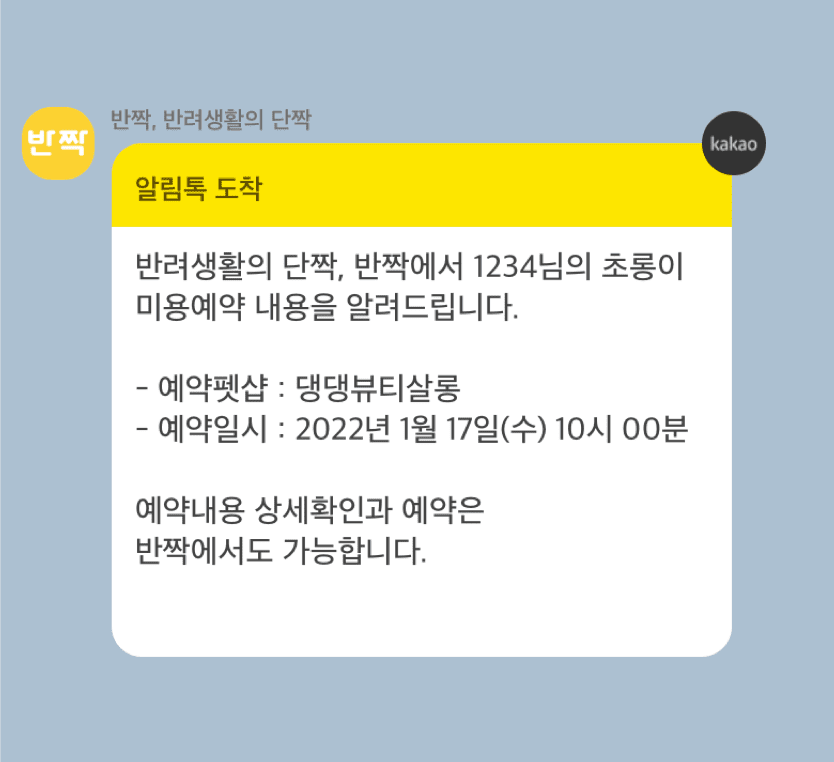 반짝, 반려생활의 단짝
반짝
kakao
알림톡 도착
반려생활의 단짝, 반짝에서 1234님의 초롱이
미용예약 내용을 알려드립니다.
- 예약펫샵 : 댕댕뷰티살롱
- 예약일시 : 2022년 1월 17일(수) 10시 00분
예약내용 상세확인과 예약은
반짝에서도 가능합니다.